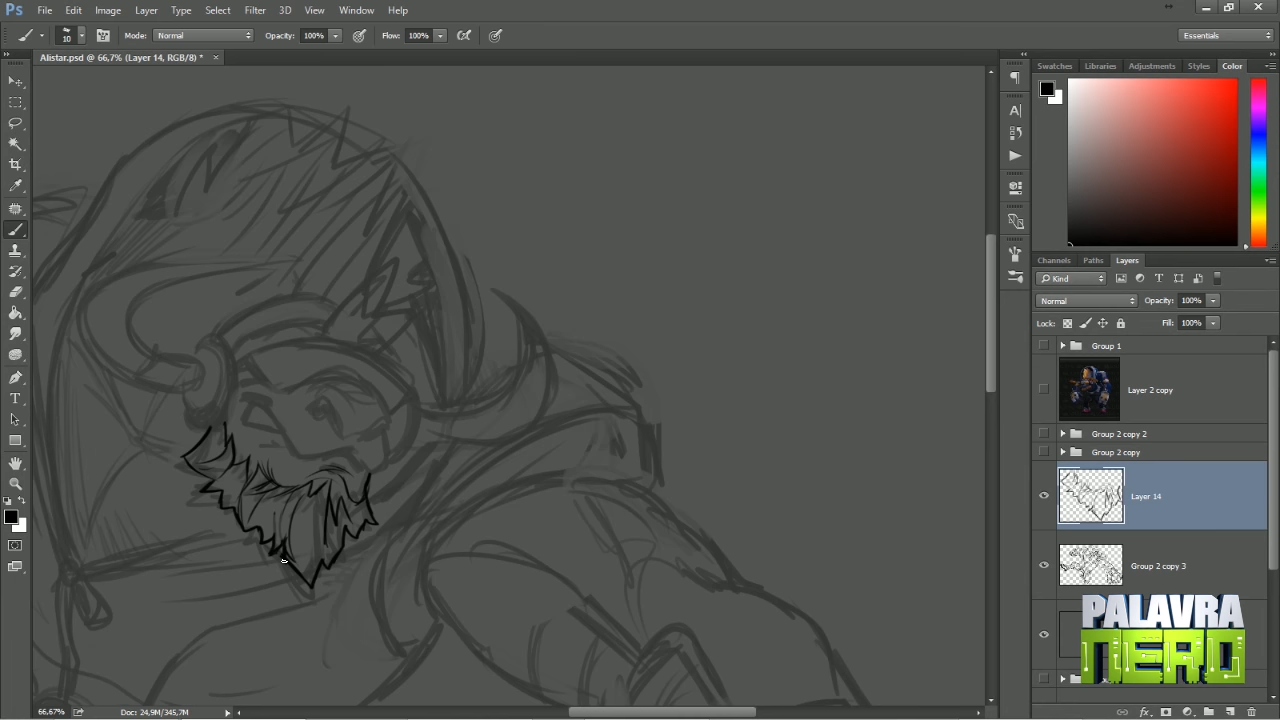 Ps File Edit Image Layer Type Select Filter 3D View Window Help
10 Mode: Normal Opacity: 100% Flow: 100% Essentials
Alistar.psd @ 66,7% (Layer 14, RGB/8) *
Swatches Libraries Adjustments Styles Color
Channels Paths Layers
Kind
Normal Opacity: 100%
Lock: Fill: 100%
Group 1
Layer 2 copy
Group 2 copy 2
Group 2 copy
Layer 14
Group 2 copy 3
PALAVRA
NERD
66,67% Doc: 24,9M/345,7M